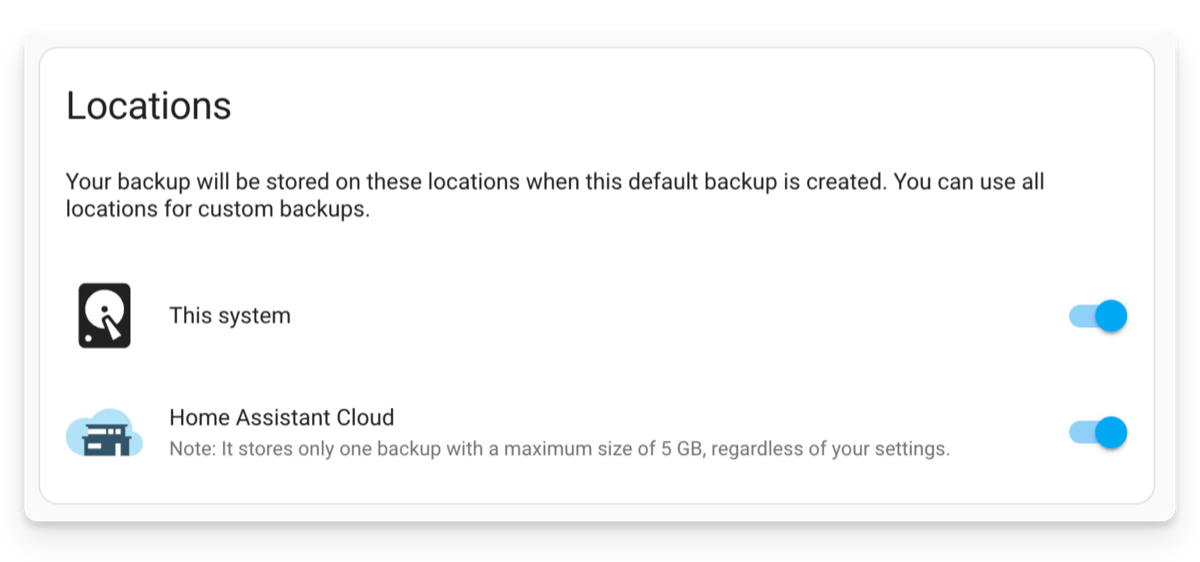 Locations
Your backup will be stored on these locations when this default backup is created. You can use all
locations for custom backups.
This system
Home Assistant Cloud
Note: It stores only one backup with a maximum size of 5 GB, regardless of your settings.